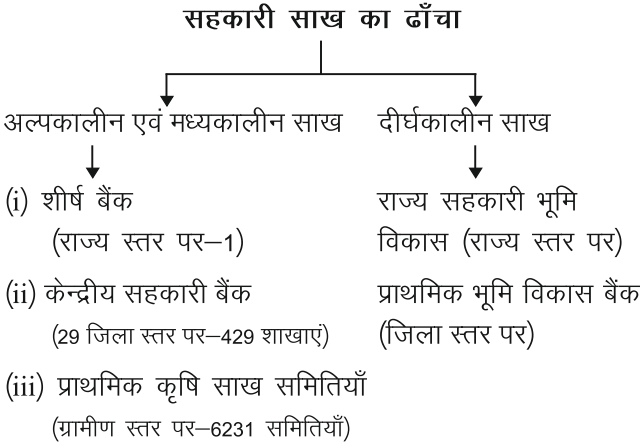 सहकारी साख का ढाँचा
अल्पकालीन एवं मध्यकालीन साख
दीर्घकालीन साख
(i) शीर्ष बैंक
(राज्य स्तर पर–1)
(ii) केन्द्रीय सहकारी बैंक
(29 जिला स्तर पर–429 शाखाएं)
(iii) प्राथमिक कृषि साख समितियाँ
(ग्रामीण स्तर पर–6231 समितियाँ)
राज्य सहकारी भूमि
विकास (राज्य स्तर पर)
प्राथमिक भूमि विकास बैंक
(जिला स्तर पर)